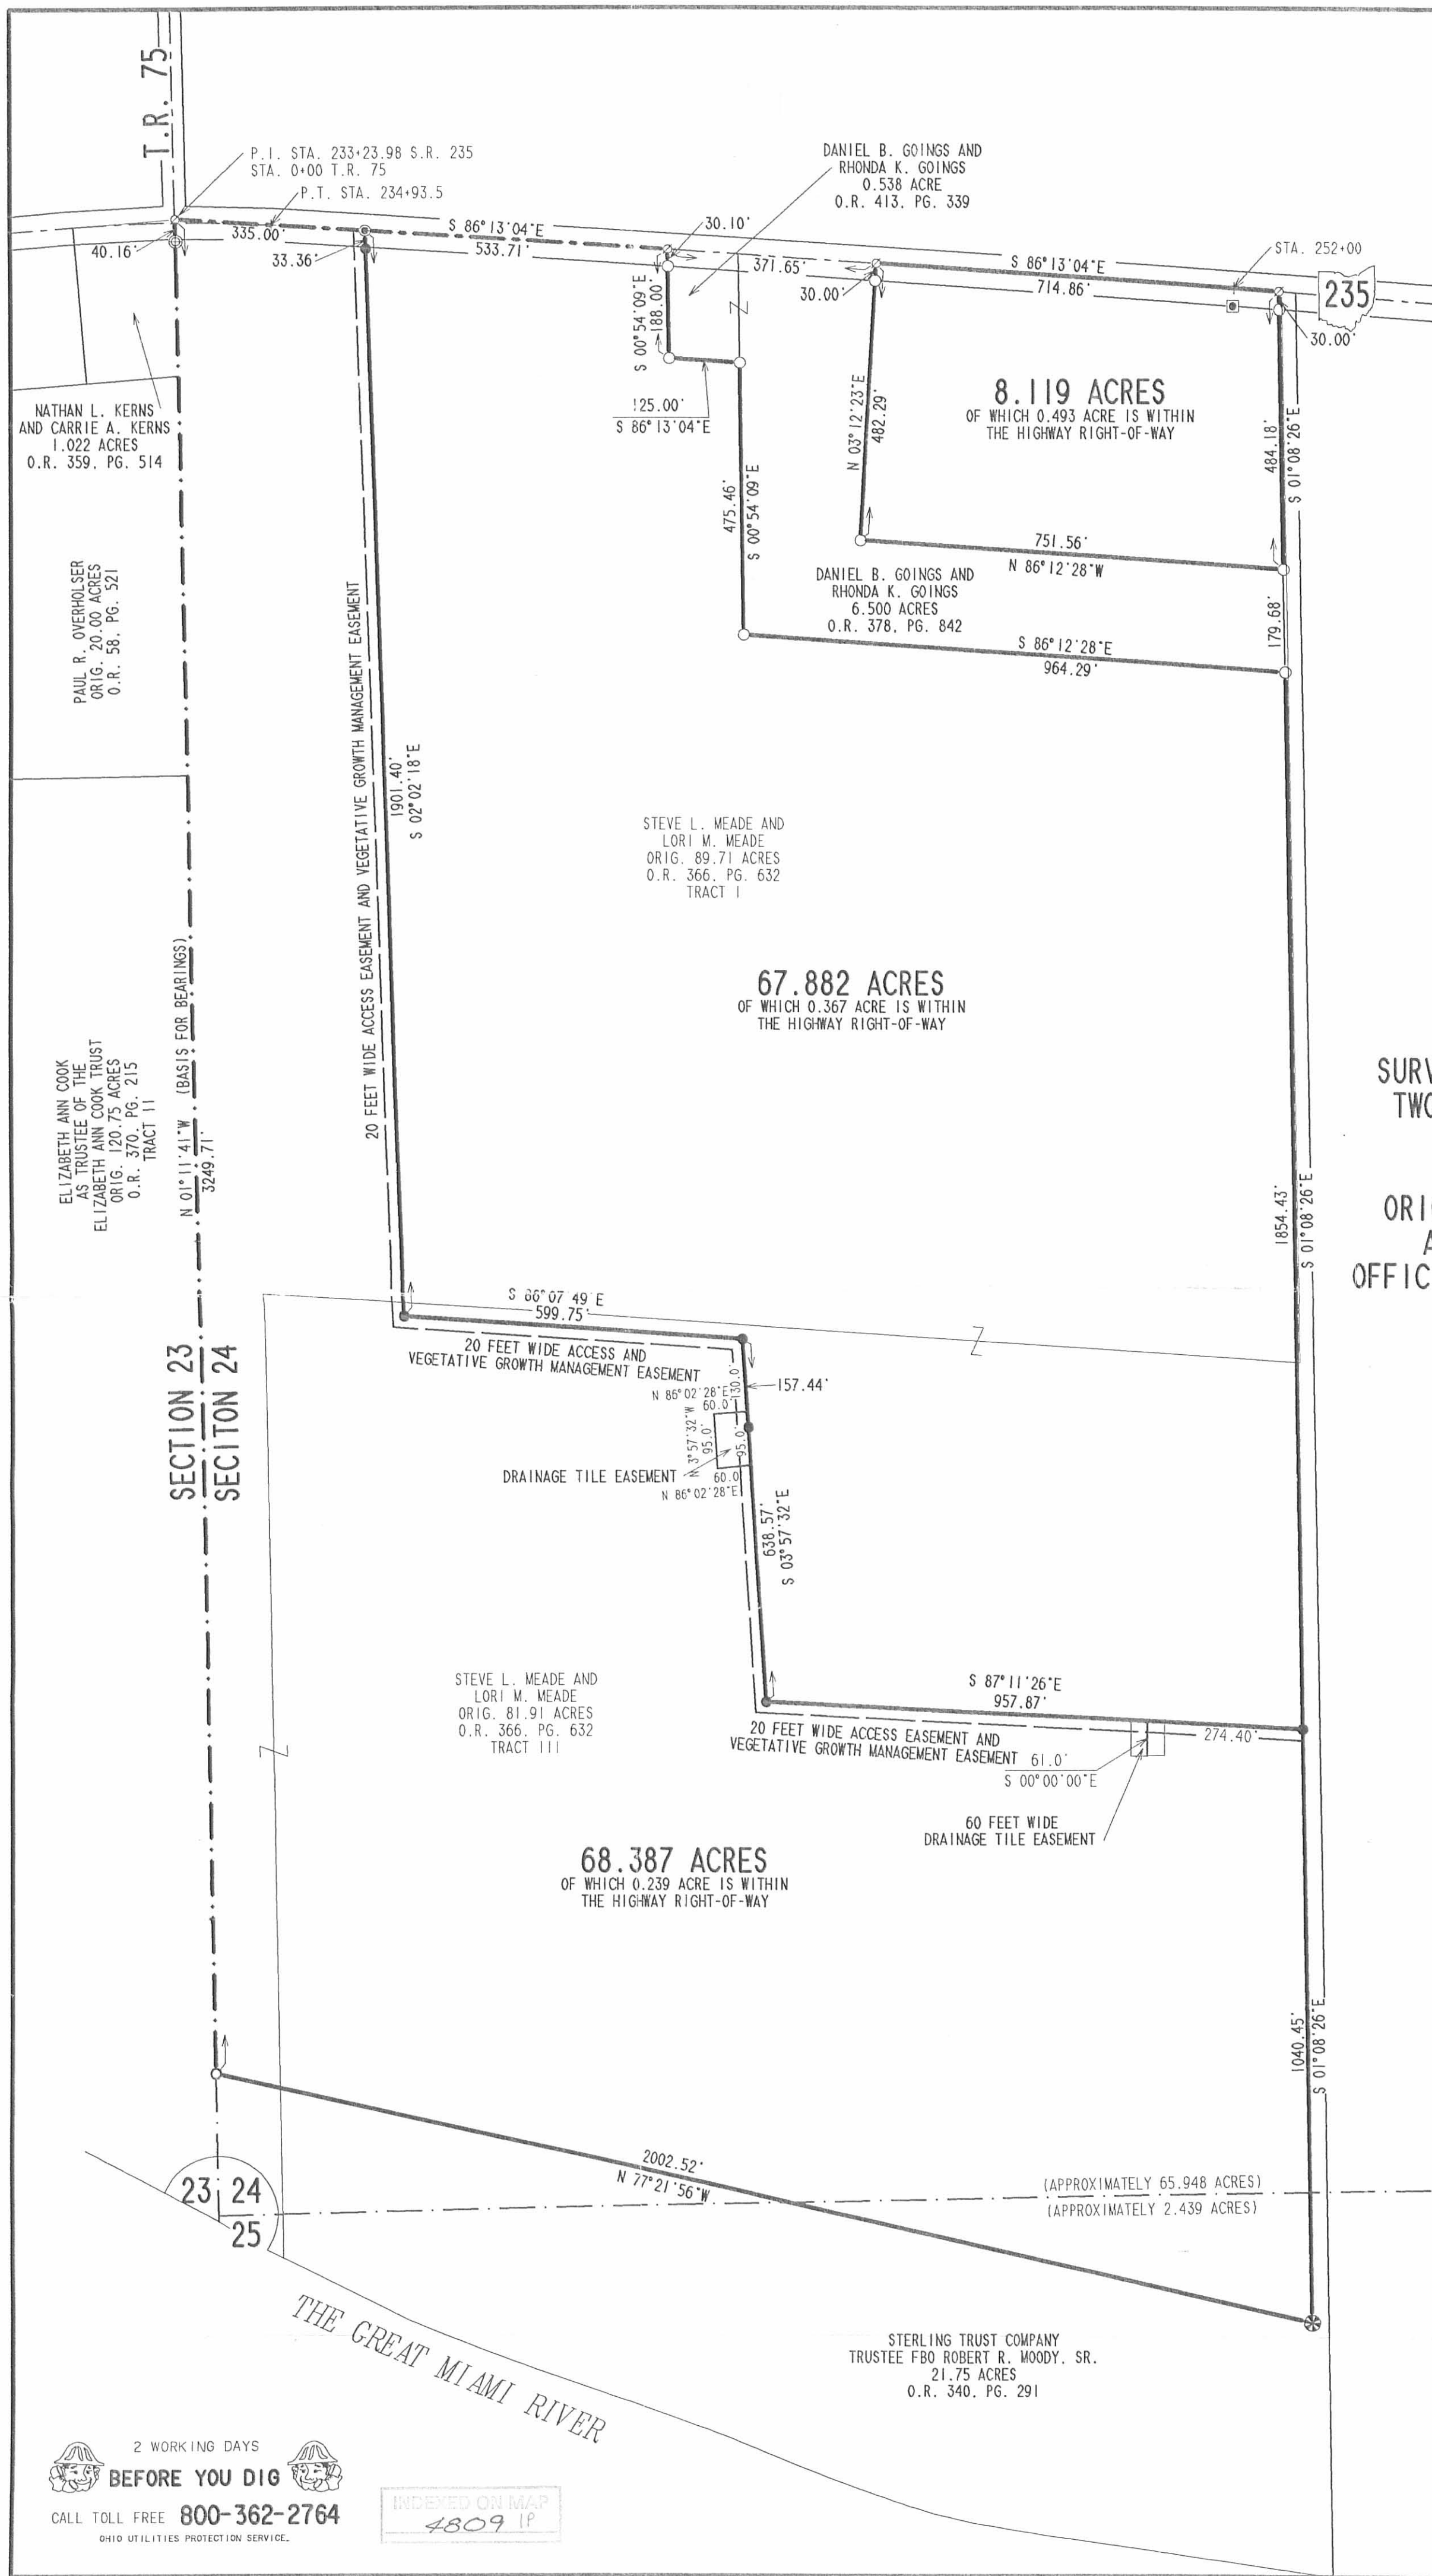 T.R. 75
P.I. STA. 233+23.98 S.R. 235
STA. 0+00 T.R. 75
P.T. STA. 234+93.5
DANIEL B. GOINGS AND
RHONDA K. GOINGS
0.538 ACRE
O.R. 413, PG. 339
40.16'
335.00'
33.36'
S 86°13'04"E
533.71'
30.10'
371.65'
30.00'
S 86°13'04"E
714.86'
STA. 252+00
235
30.00'
S 00°54'09"E
188.00'
125.00'
S 86°13'04"E
NATHAN L. KERNS
AND CARRIE A. KERNS
1.022 ACRES
O.R. 359, PG. 514
8.119 ACRES
OF WHICH 0.493 ACRE IS WITHIN
THE HIGHWAY RIGHT-OF-WAY
N 03°12'23"E
482.29'
484.18'
S 01°08'26"E
475.46'
S 00°54'09"E
751.56'
N 86°12'28"W
DANIEL B. GOINGS AND
RHONDA K. GOINGS
6.500 ACRES
O.R. 378, PG. 842
179.68'
S 86°12'28"E
964.29'
PAUL R. OVERHOLSER
ORIG. 20.00 ACRES
O.R. 58, PG. 521
20 FEET WIDE ACCESS EASEMENT AND VEGETATIVE GROWTH MANAGEMENT EASEMENT
1901.40'
S 02°02'18"E
STEVE L. MEADE AND
LORI M. MEADE
ORIG. 89.71 ACRES
O.R. 366, PG. 632
TRACT I
67.882 ACRES
OF WHICH 0.367 ACRE IS WITHIN
THE HIGHWAY RIGHT-OF-WAY
ELIZABETH ANN COOK
AS TRUSTEE OF THE
ELIZABETH ANN COOK TRUST
ORIG. 120.75 ACRES
O.R. 370, PG. 215
TRACT II
N 01°11'41"W (BASIS FOR BEARINGS)
3249.71'
SURV
TWO
ORIG
A
OFFIC
1854.43'
S 01°08'26"E
S 86°07'49"E
599.75'
20 FEET WIDE ACCESS AND
VEGETATIVE GROWTH MANAGEMENT EASEMENT
SECTION 23
SECITON 24
130.0'
157.44'
N 86°02'28"E
60.0'
N 3°57'32"W
95.0'
95.0'
DRAINAGE TILE EASEMENT
60.0'
N 86°02'28"E
638.57'
S 03°57'32"E
STEVE L. MEADE AND
LORI M. MEADE
ORIG. 81.91 ACRES
O.R. 366, PG. 632
TRACT III
S 87°11'26"E
957.87'
20 FEET WIDE ACCESS EASEMENT AND
VEGETATIVE GROWTH MANAGEMENT EASEMENT
274.40'
61.0'
S 00°00'00"E
60 FEET WIDE
DRAINAGE TILE EASEMENT
68.387 ACRES
OF WHICH 0.239 ACRE IS WITHIN
THE HIGHWAY RIGHT-OF-WAY
1040.45'
S 01°08'26"E
2002.52'
N 77°21'56"W
(APPROXIMATELY 65.948 ACRES)
(APPROXIMATELY 2.439 ACRES)
23 24
25
THE GREAT MIAMI RIVER
STERLING TRUST COMPANY
TRUSTEE FBO ROBERT R. MOODY, SR.
21.75 ACRES
O.R. 340, PG. 291
2 WORKING DAYS
BEFORE YOU DIG
CALL TOLL FREE 800-362-2764
OHIO UTILITIES PROTECTION SERVICE.
INDEXED ON MAP
4809 IP